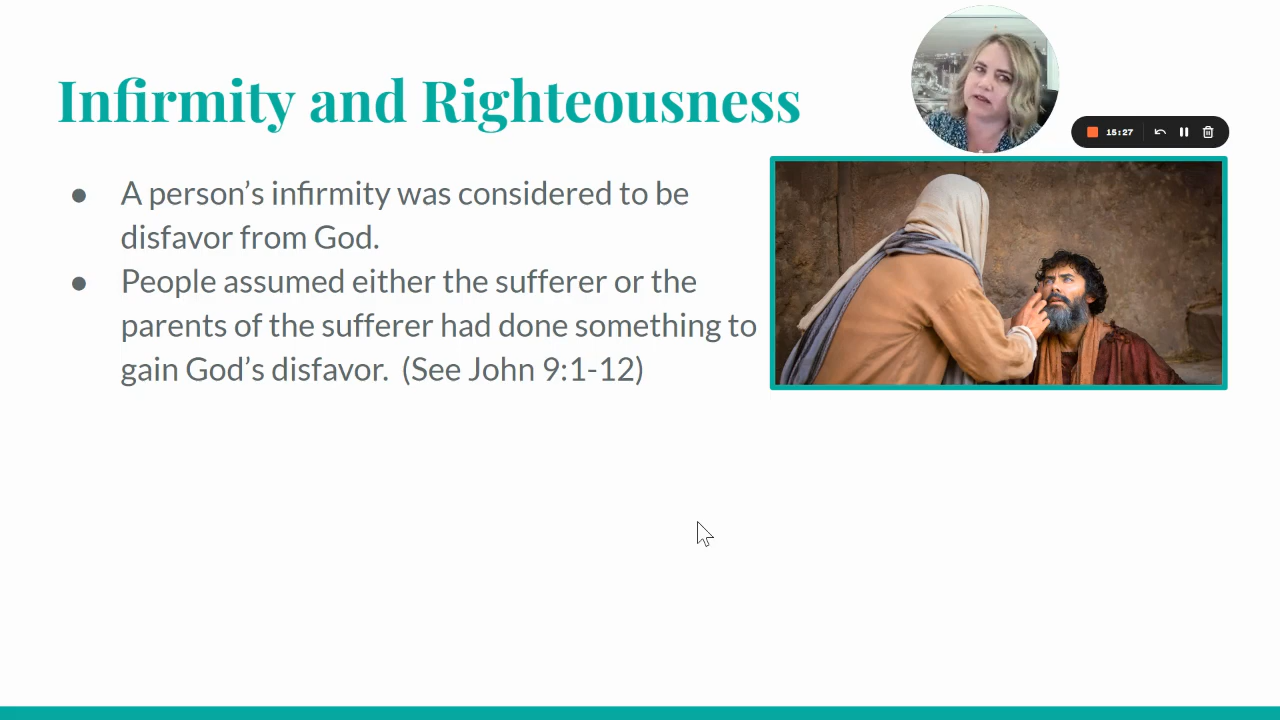 Infirmity and Righteousness
15:27
● A person’s infirmity was considered to be
disfavor from God.
● People assumed either the sufferer or the
parents of the sufferer had done something to
gain God’s disfavor.  (See John 9:1-12)